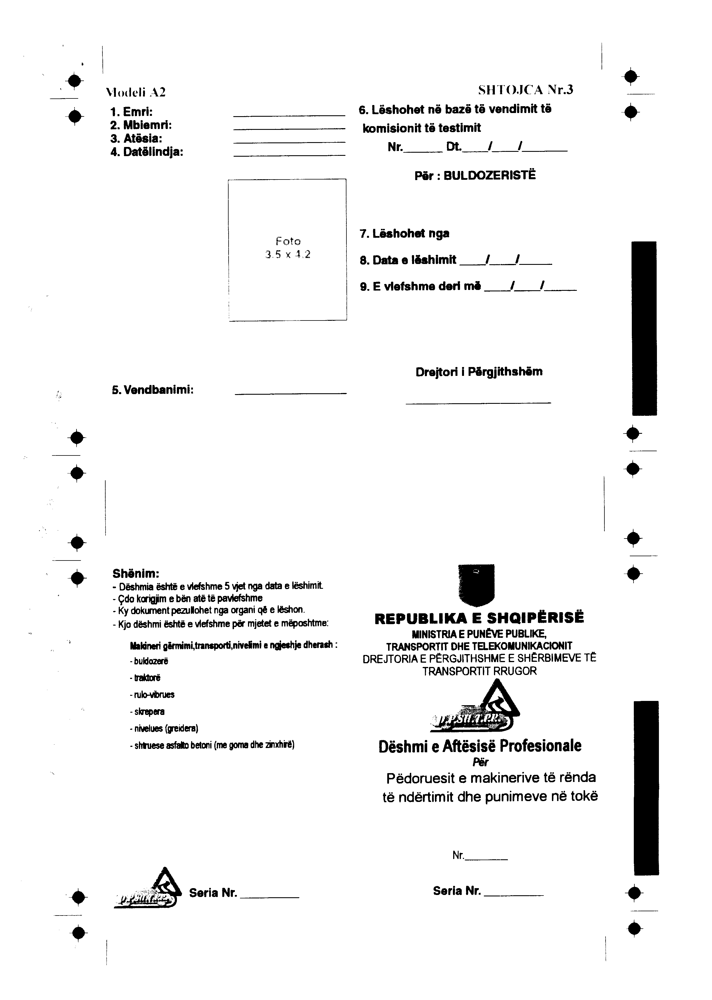 Modeli A2
SHTOJCA Nr.3
1. Emri: ____________
2. Mbiemri: ____________
3. Atësia: ____________
4. Datëlindja: ____________
Foto
3.5 x 4.2
5. Vendbanimi: ____________
6. Lëshohet në bazë të vendimit të
komisionit të testimit
Nr.______ Dt.____/____/_______
Për : BULDOZERISTË
7. Lëshohet nga
8. Data e lëshimit ____/____/_____
9. E vlefshme deri më ____/____/_____
Drejtori i Përgjithshëm
Shënim:
- Dëshmia është e vlefshme 5 vjet nga data e lëshimit.
- Çdo korigjim e bën atë të pavlefshme
- Ky dokument pezullohet nga organi që e lëshon.
- Kjo dëshmi është e vlefshme për mjetet e mëposhtme:
Makineri gërmimi,transporti,nivelimi e ngjeshje dherash :
- buldozerë
- traktorë
- rulo-vibrues
- skrepera
- nivelues (greidera)
- shtruese asfalto betoni (me goma dhe zinxhirë)
D.P.SH.T.RR.
Seria Nr. _________
REPUBLIKA E SHQIPËRISË
MINISTRIA E PUNËVE PUBLIKE,
TRANSPORTIT DHE TELEKOMUNIKACIONIT
DREJTORIA E PËRGJITHSHME E SHËRBIMEVE TË
TRANSPORTIT RRUGOR
D.P.SH.T.RR.
Dëshmi e Aftësisë Profesionale
Për
Pëdoruesit e makinerive të rënda
të ndërtimit dhe punimeve në tokë
Nr._______
Seria Nr. _________